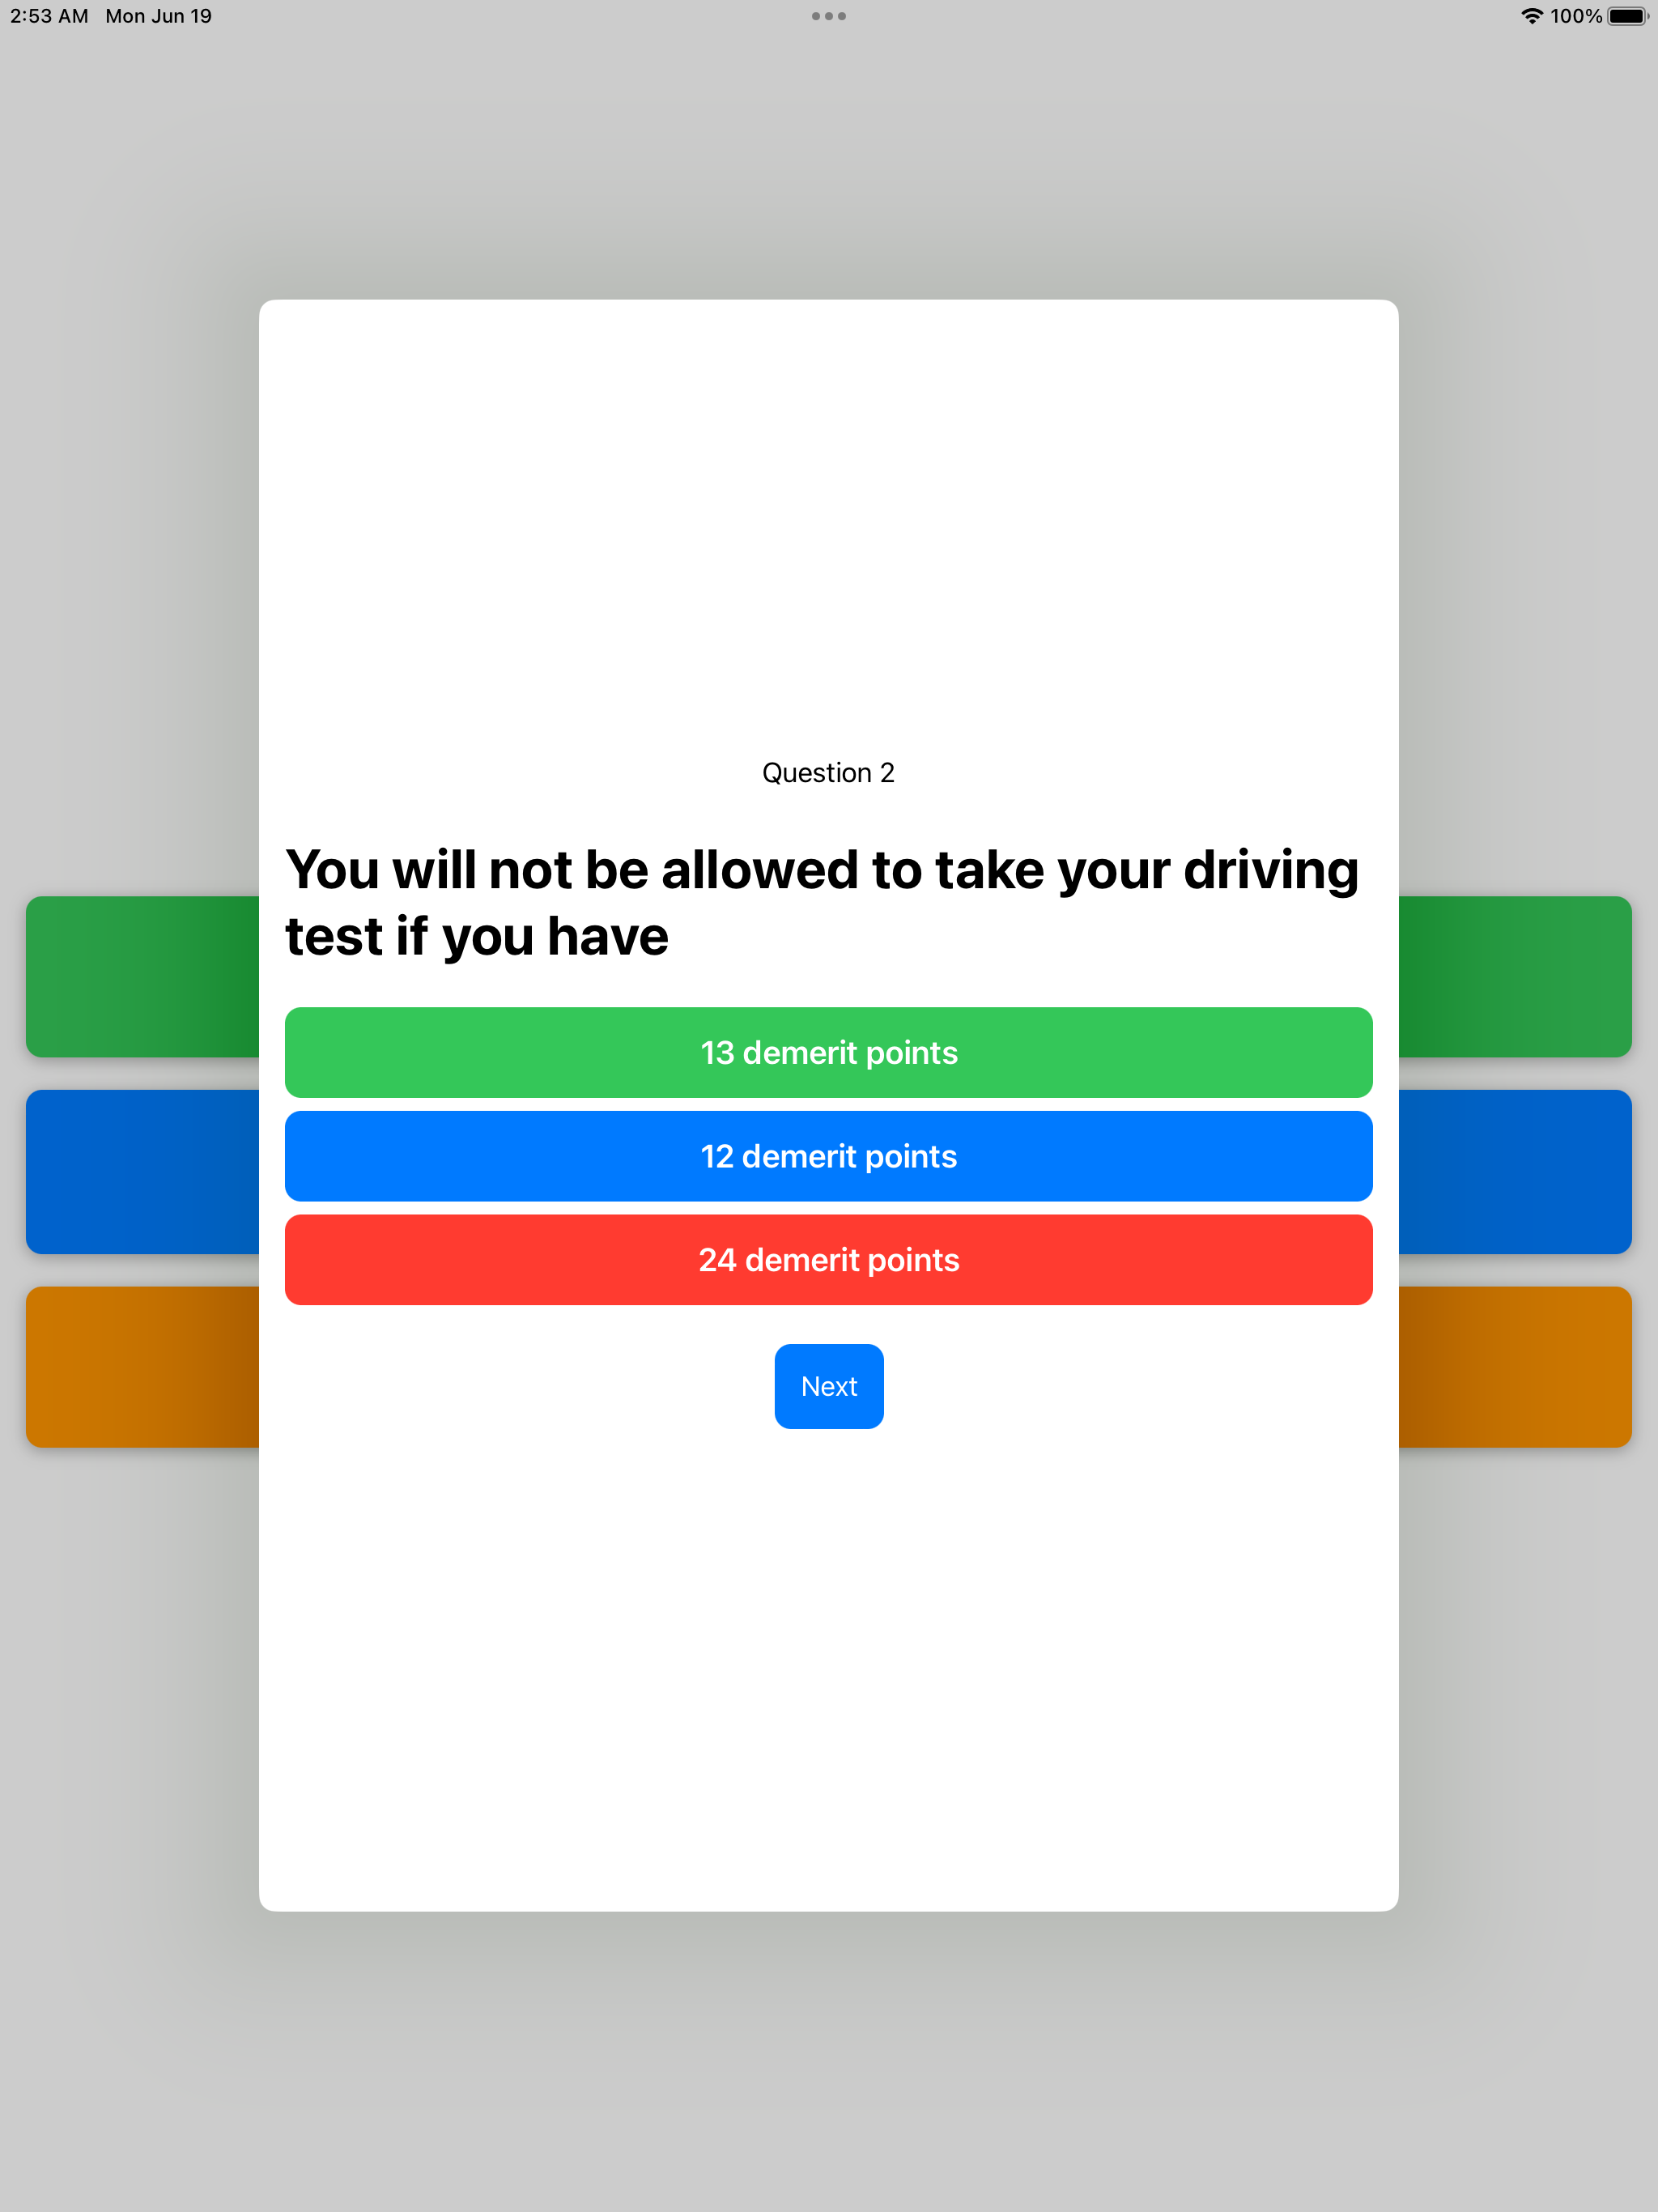 2:53 AM Mon Jun 19
100%
Question 2
You will not be allowed to take your driving
test if you have
13 demerit points
12 demerit points
24 demerit points
Next